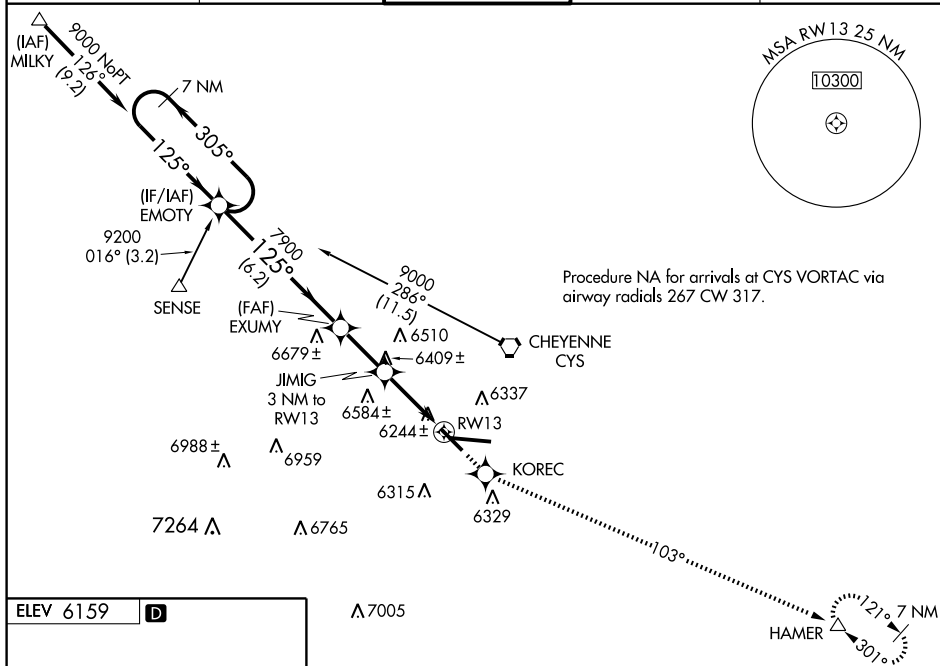 (IAF)
MILKY
9000 NoPT
126°
(9.2)
7 NM
305°
125°
(IF/IAF)
EMOTY
9200
016° (3.2)
SENSE
7900
125°
(6.2)
9000
286°
(11.5)
MSA RW13 25 NM
10300
Procedure NA for arrivals at CYS VORTAC via
airway radials 267 CW 317.
(FAF)
EXUMY
6679±
6510
6409±
CHEYENNE
CYS
JIMIG
3 NM to
RW13
6584±
6337
6244±
RW13
6988±
6959
KOREC
6315
6329
7264
6765
103°
ELEV 6159
D
7005
HAMER
121°
7 NM
301°